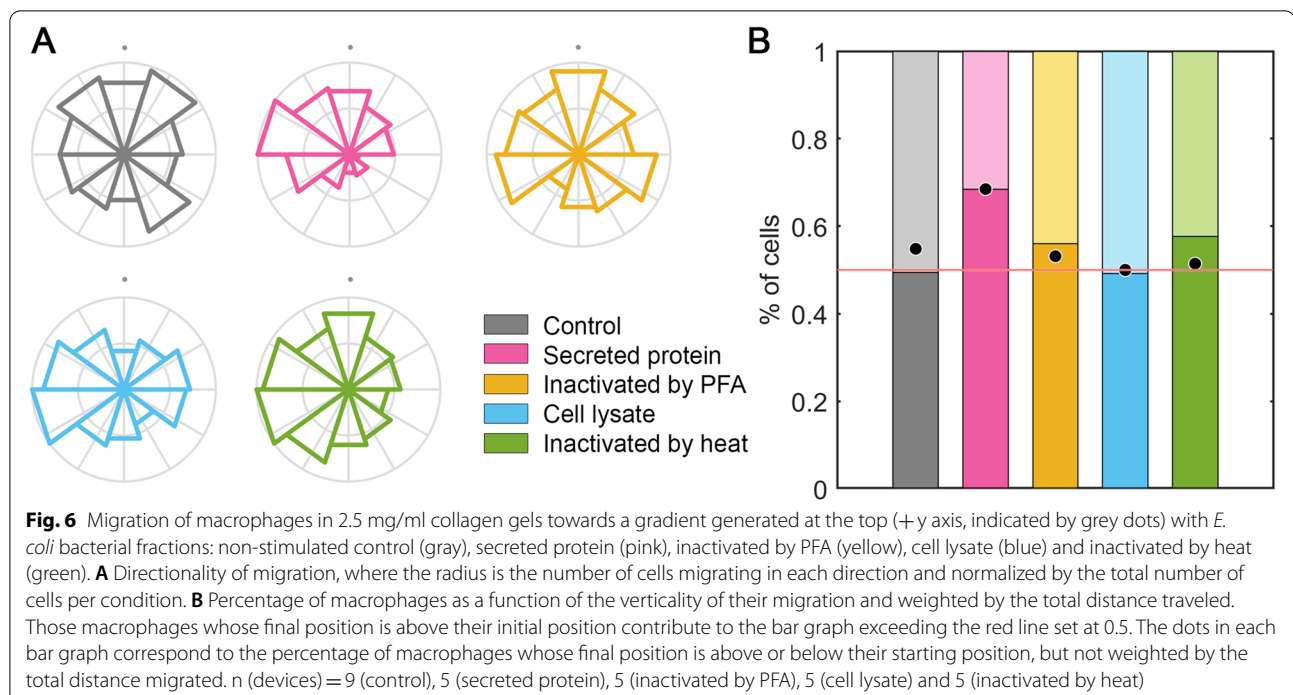 A
B
Control
Secreted protein
Inactivated by PFA
Cell lysate
Inactivated by heat
% of cells
1
0.8
0.6
0.4
0.2
0
Fig. 6 Migration of macrophages in 2.5 mg/ml collagen gels towards a gradient generated at the top (+ y axis, indicated by grey dots) with E.
coli bacterial fractions: non-stimulated control (gray), secreted protein (pink), inactivated by PFA (yellow), cell lysate (blue) and inactivated by heat
(green). A Directionality of migration, where the radius is the number of cells migrating in each direction and normalized by the total number of
cells per condition. B Percentage of macrophages as a function of the verticality of their migration and weighted by the total distance traveled.
Those macrophages whose final position is above their initial position contribute to the bar graph exceeding the red line set at 0.5. The dots in each
bar graph correspond to the percentage of macrophages whose final position is above or below their starting position, but not weighted by the
total distance migrated. n (devices) = 9 (control), 5 (secreted protein), 5 (inactivated by PFA), 5 (cell lysate) and 5 (inactivated by heat)